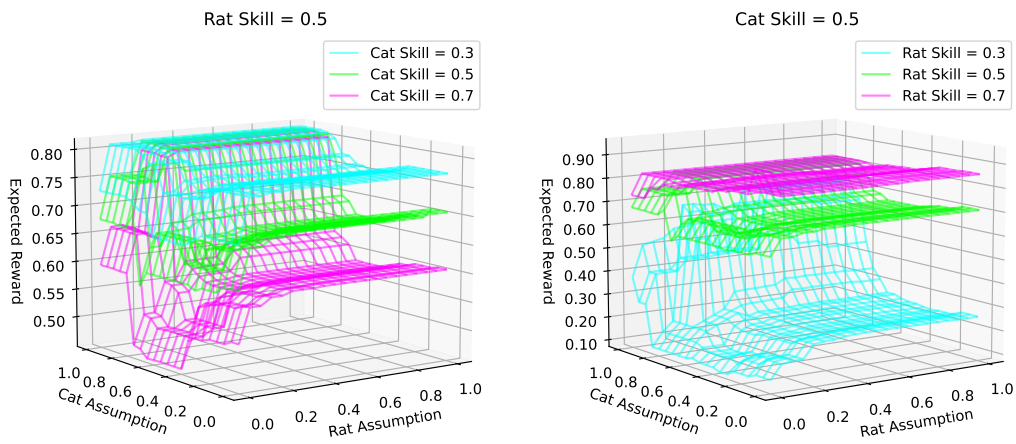 Rat Skill = 0.5
Cat Skill = 0.3
Cat Skill = 0.5
Cat Skill = 0.7
0.80
0.75
0.70
0.65
0.60
0.55
0.50
Expected Reward
1.0
0.8
0.6
0.4
0.2
0.0
Cat Assumption
0.0
0.2
0.4
0.6
0.8
1.0
Rat Assumption
Cat Skill = 0.5
Rat Skill = 0.3
Rat Skill = 0.5
Rat Skill = 0.7
0.90
0.80
0.70
0.60
0.50
0.40
0.30
0.20
0.10
Expected Reward
1.0
0.8
0.6
0.4
0.2
0.0
Cat Assumption
0.0
0.2
0.4
0.6
0.8
1.0
Rat Assumption